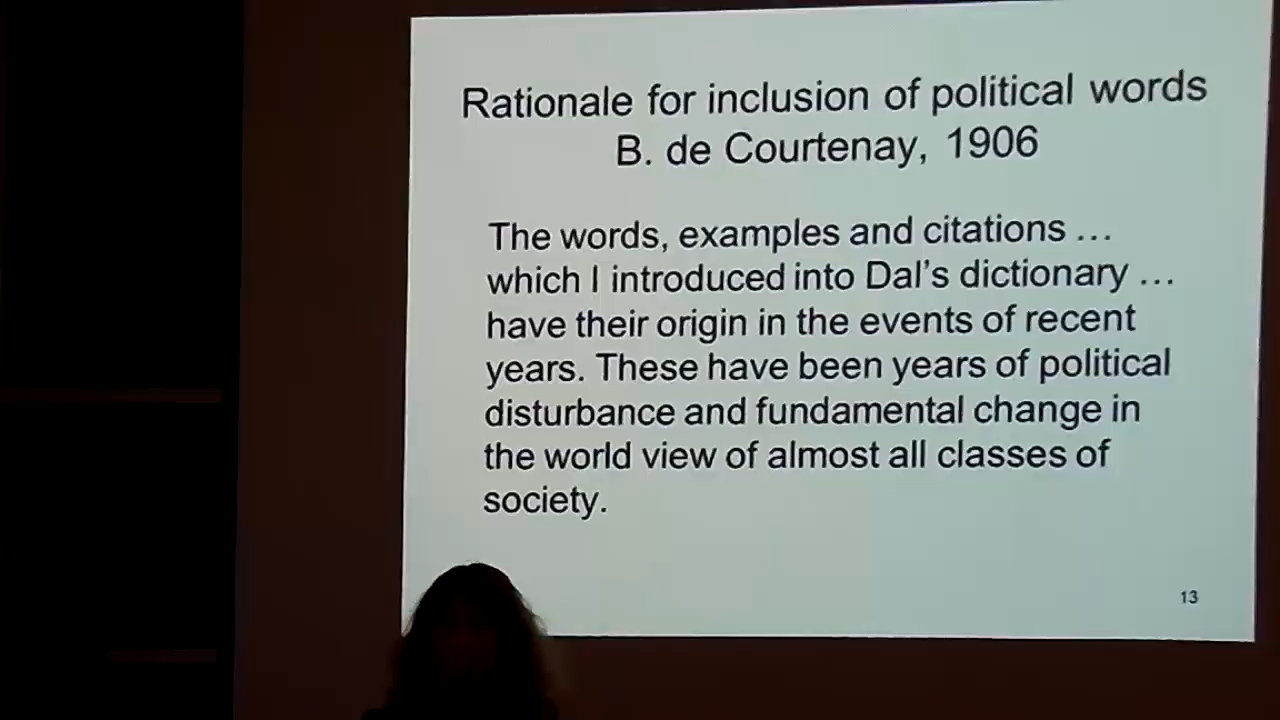 Rationale for inclusion of political words
B. de Courtenay, 1906
The words, examples and citations …
which I introduced into Dal’s dictionary …
have their origin in the events of recent
years. These have been years of political
disturbance and fundamental change in
the world view of almost all classes of
society.
13